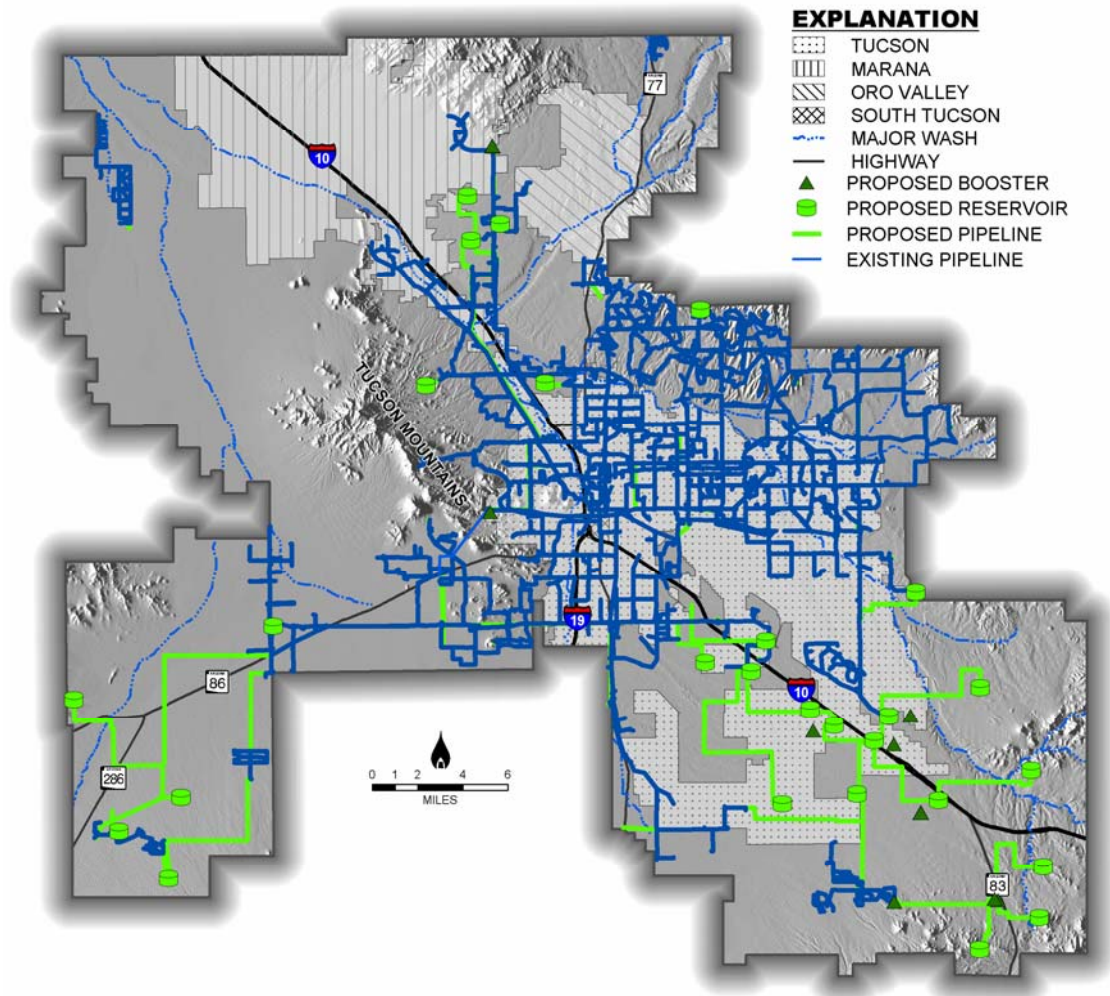 EXPLANATION
TUCSON
MARANA
ORO VALLEY
SOUTH TUCSON
MAJOR WASH
HIGHWAY
PROPOSED BOOSTER
PROPOSED RESERVOIR
PROPOSED PIPELINE
EXISTING PIPELINE
77
10
TUCSON MOUNTAINS
19
86
10
286
0 1 2 4 6
MILES
83